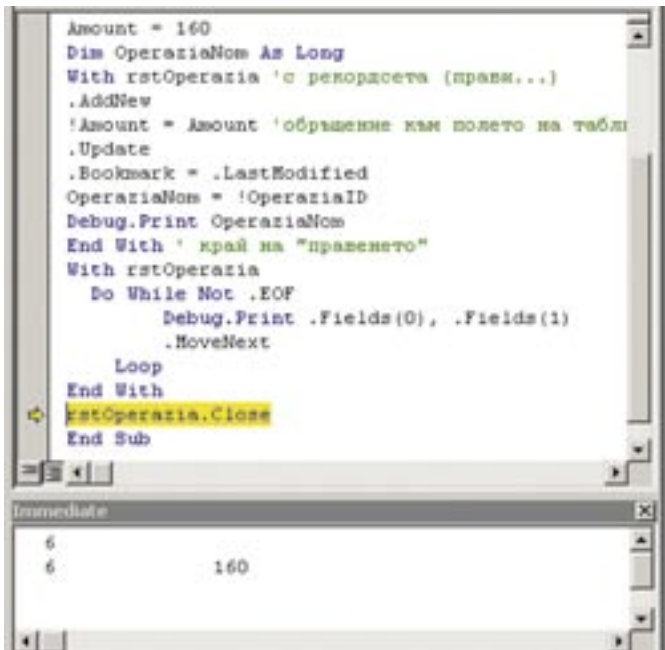 Amount = 160
Dim OperaziaNom As Long
With rstOperazia 'с рекордсета (прави...)
.AddNew
!Amount = Amount 'обръщение към полето на табл
.Update
.Bookmark = .LastModified
OperaziaNom = !OperaziaID
Debug.Print OperaziaNom
End With ' край на "правенето"
With rstOperazia
Do While Not .EOF
Debug.Print .Fields(0), .Fields(1)
.MoveNext
Loop
End With
rstOperazia.Close
End Sub
Immediate
6
6 160